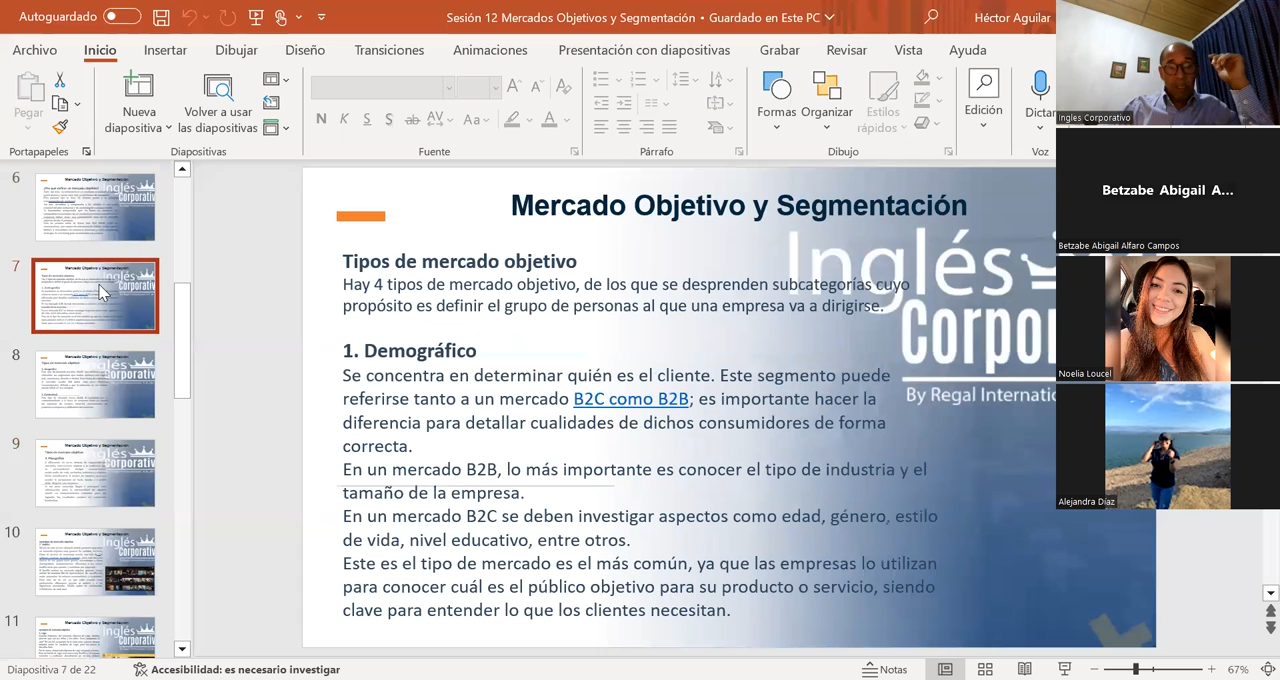 Autoguardado
Sesión 12 Mercados Objetivos y Segmentación • Guardado en Este PC
Héctor Aguilar
Archivo Inicio Insertar Dibujar Diseño Transiciones Animaciones Presentación con diapositivas Grabar Revisar Vista Ayuda
Pegar
Nueva diapositiva
Volver a usar las diapositivas
N K S S ab AV Aa A
Formas
Organizar
Estilos rápidos
Edición
Dictar
Portapapeles Diapositivas Fuente Párrafo Dibujo Voz
6
7
8
9
10
11
Mercado Objetivo y Segmentación
Inglés
Corpor
By Regal Internatio
Tipos de mercado objetivo
Hay 4 tipos de mercado objetivo, de los que se desprenden subcategorías cuyo
propósito es definir el grupo de personas al que una empresa va a dirigirse.
1. Demográfico
Se concentra en determinar quién es el cliente. Este segmento puede
referirse tanto a un mercado B2C como B2B; es importante hacer la
diferencia para detallar cualidades de dichos consumidores de forma
correcta.
En un mercado B2B, lo más importante es conocer el tipo de industria y el
tamaño de la empresa.
En un mercado B2C se deben investigar aspectos como edad, género, estilo
de vida, nivel educativo, entre otros.
Este es el tipo de mercado es el más común, ya que las empresas lo utilizan
para conocer cuál es el público objetivo para su producto o servicio, siendo
clave para entender lo que los clientes necesitan.
Ingles Corporativo
Betzabe Abigail A...
Betzabe Abigail Alfaro Campos
Noelia Loucel
Alejandra Díaz
Diapositiva 7 de 22
Accesibilidad: es necesario investigar
Notas
67%